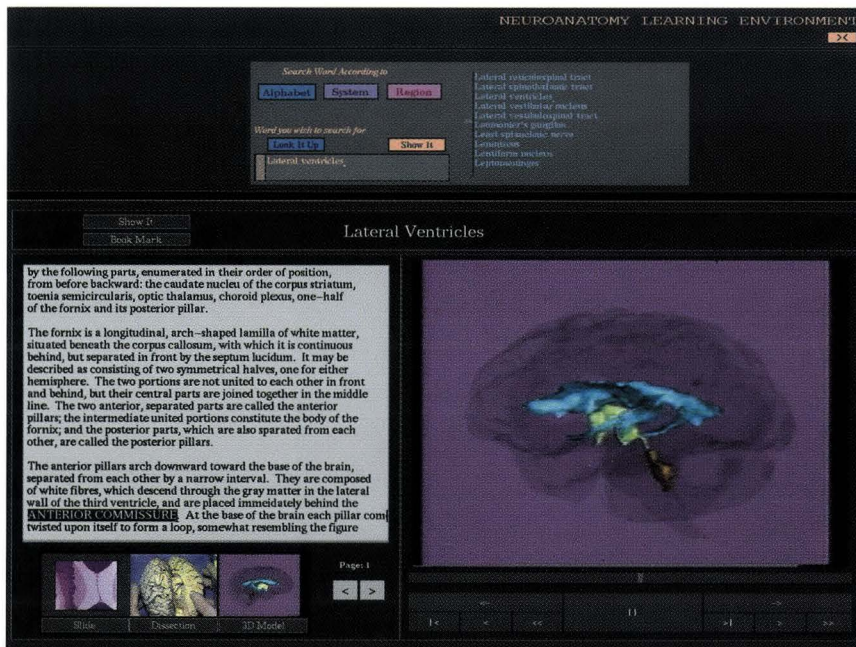 NEUROANATOMY LEARNING ENVIRONMENT
><
Search Word According to
Alphabet System Region
Word you wish to search for
Look It Up Show It
Lateral ventricles
Lateral reticulospinal tract
Lateral spinothalamic tract
Lateral ventricles
Lateral vestibular nucleus
Lateral vestibulospinal tract
Least splanchnic nerve
Lemniscus
Lentiform nucleus
Leptomeninges
Show It
Book Mark
Lateral Ventricles
by the following parts, enumerated in their order of position,
from before backward: the caudate nucleu of the corpus striatum,
toenia semicircularis, optic thalamus, choroid plexus, one-half
of the fornix and its posterior pillar.
The fornix is a longitudinal, arch-shaped lamilla of white matter,
situated beneath the corpus callosum, with which it is continuous
behind, but separated in front by the septum lucidum. It may be
described as consisting of two symmetrical halves, one for either
hemisphere. The two portions are not united to each other in front
and behind, but their central parts are joined together in the middle
line. The two anterior, separated parts are called the anterior
pillars; the intermediate united portions constitute the body of the
fornix; and the posterior parts, which are also sparated from each
other, are called the posterior pillars.
The anterior pillars arch downward toward the base of the brain,
separated from each other by a narrow interval. They are composed
of white fibres, which descend through the gray matter in the lateral
wall of the third ventricle, and are placed immeidately behind the
ANTERIOR COMMISSURE. At the base of the brain each pillar com
twisted upon itself to form a loop, somewhat resembling the figure
Slide Dissection 3D Model
Page: 1
< >
<- || ->
|< < << >| > >>